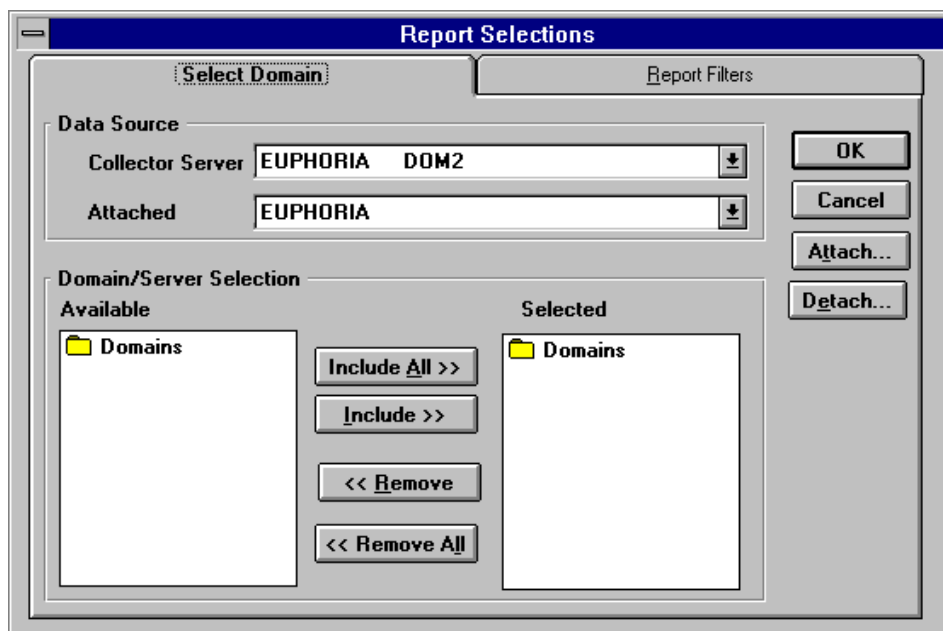 Report Selections
Select Domain
Report Filters
Data Source
Collector Server
EUPHORIA DOM2
Attached
EUPHORIA
OK
Cancel
Attach...
Detach...
Domain/Server Selection
Available
Domains
Include All >>
Include >>
<< Remove
<< Remove All
Selected
Domains